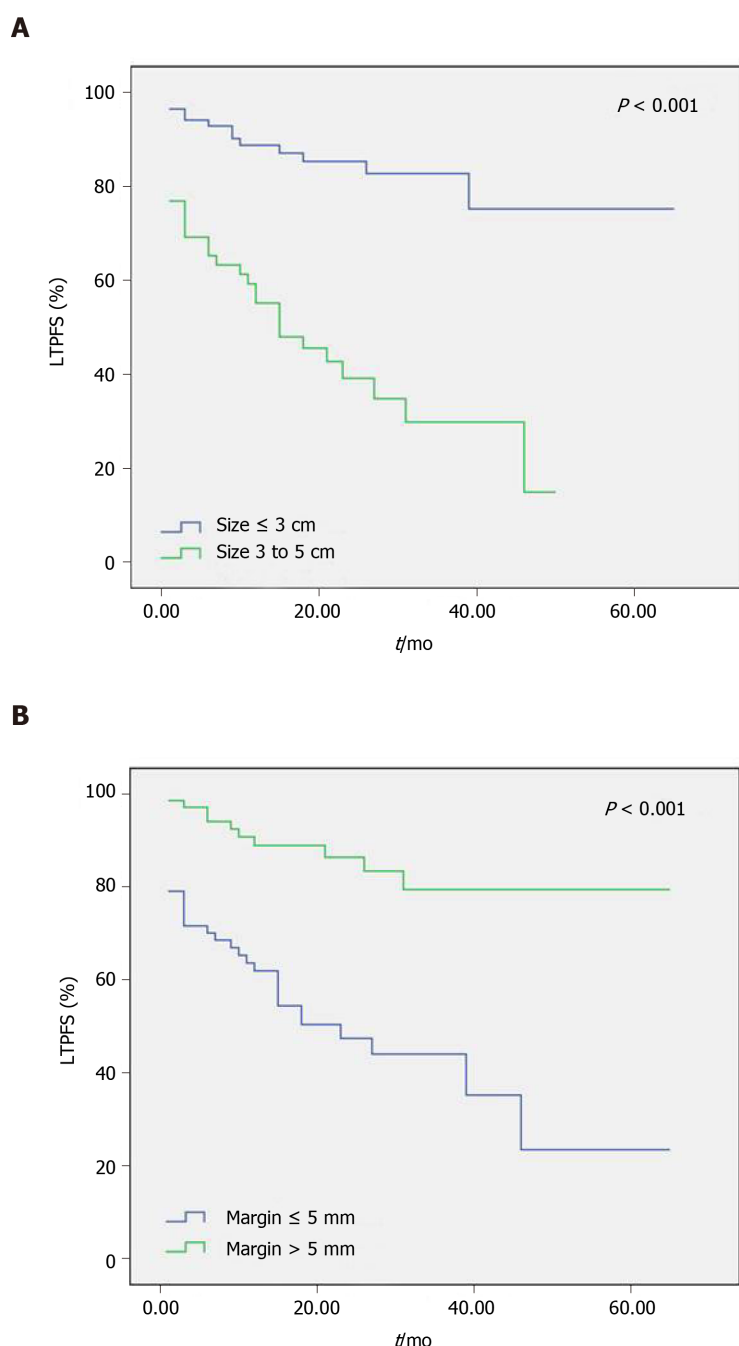 A
P < 0.001
100
80
60
40
20
0
LTPFS (%)
Size ≤ 3 cm
Size 3 to 5 cm
0.00 20.00 40.00 60.00
t/mo
B
P < 0.001
100
80
60
40
20
0
LTPFS (%)
Margin ≤ 5 mm
Margin > 5 mm
0.00 20.00 40.00 60.00
t/mo